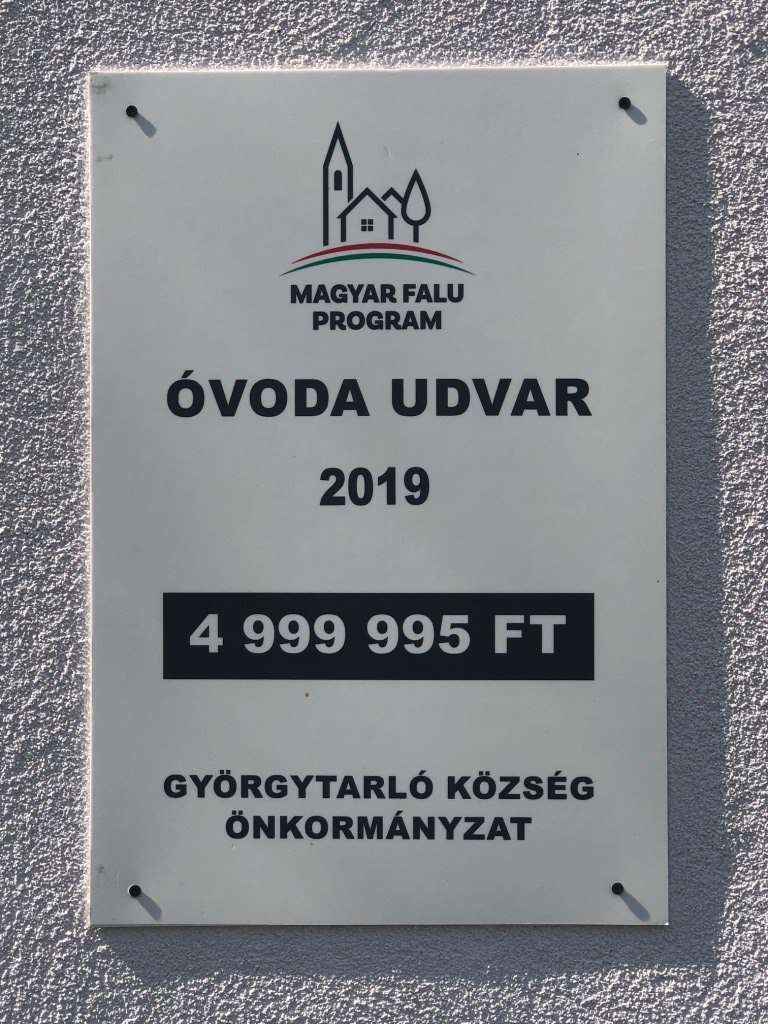 MAGYAR FALU
PROGRAM
ÓVODA UDVAR
2019
4 999 995 FT
GYÖRGYTARLÓ KÖZSÉG
ÖNKORMÁNYZAT